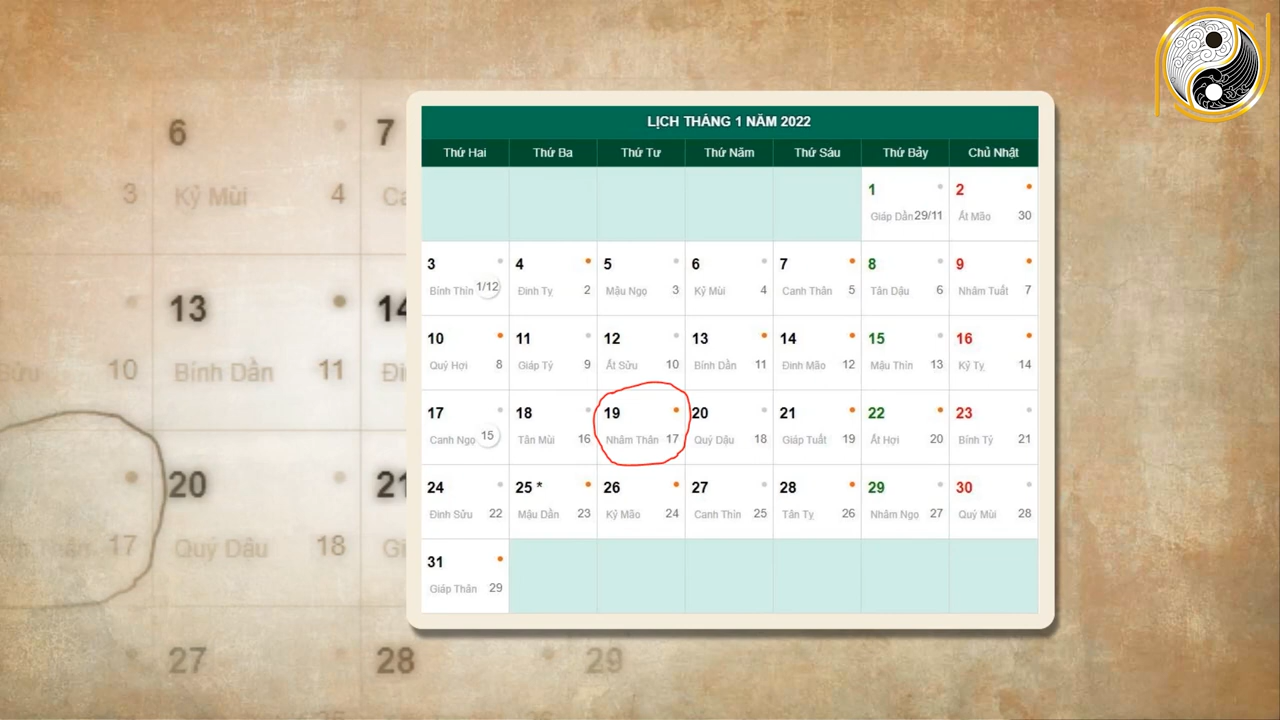 LỊCH THÁNG 1 NĂM 2022
Thứ Hai Thứ Ba Thứ Tư Thứ Năm Thứ Sáu Thứ Bảy Chủ Nhật
1 2
Giáp Dần 29/11 Ất Mão 30
3 4 5 6 7 8 9
Bính Thìn 1/12 Đinh Tỵ 2 Mậu Ngọ 3 Kỷ Mùi 4 Canh Thân 5 Tân Dậu 6 Nhâm Tuất 7
10 11 12 13 14 15 16
Quý Hợi 8 Giáp Tý 9 Ất Sửu 10 Bính Dần 11 Đinh Mão 12 Mậu Thìn 13 Kỷ Tỵ 14
17 18 19 20 21 22 23
Canh Ngọ 15 Tân Mùi 16 Nhâm Thân 17 Quý Dậu 18 Giáp Tuất 19 Ất Hợi 20 Bính Tý 21
24 25 * 26 27 28 29 30
Đinh Sửu 22 Mậu Dần 23 Kỷ Mão 24 Canh Thìn 25 Tân Tỵ 26 Nhâm Ngọ 27 Quý Mùi 28
31
Giáp Thân 29
6 7
3 Kỷ Mùi 4
13 14
10 Bính Dần 11
20 21
17 Quý Dậu 18
27 28 29